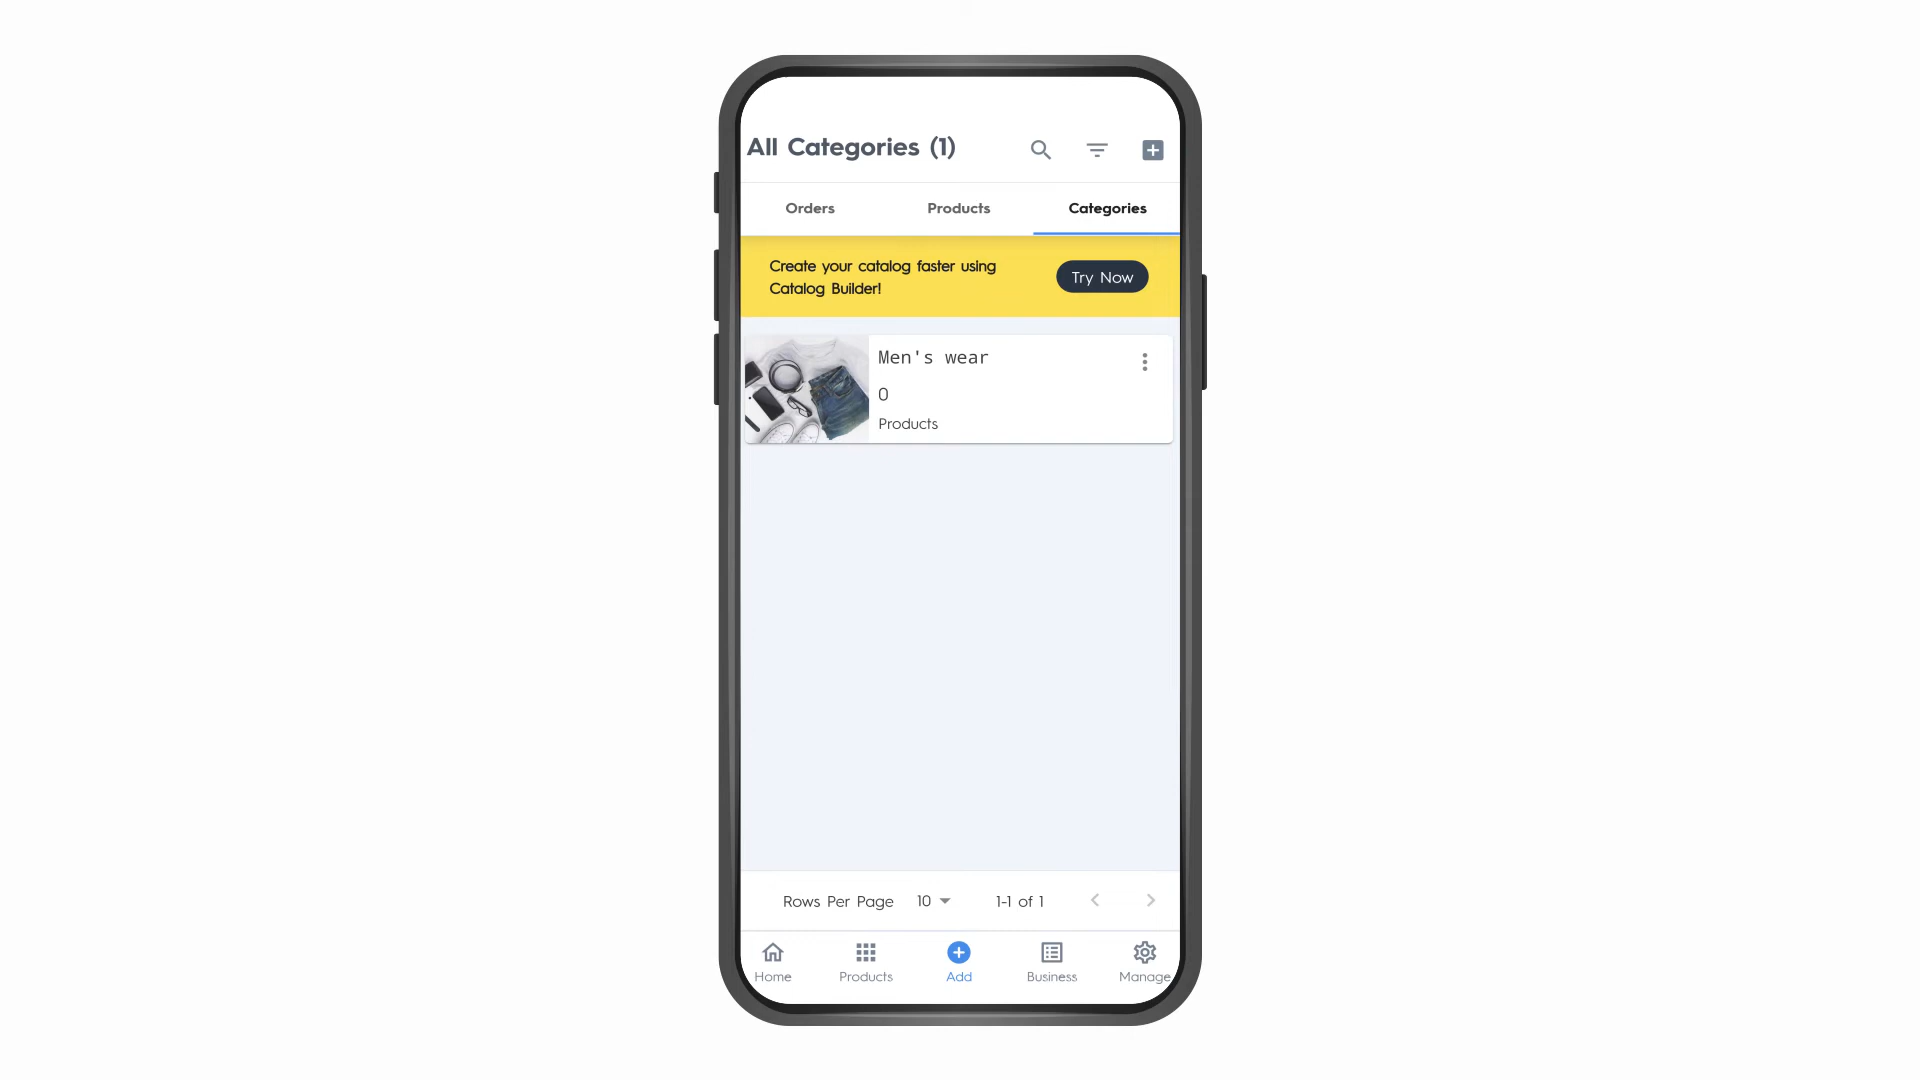 All Categories (1)
Orders Products Categories
Create your catalog faster using
Catalog Builder!
Try Now
Men's wear
0
Products
Rows Per Page 10 1-1 of 1
Home Products Add Business Manage